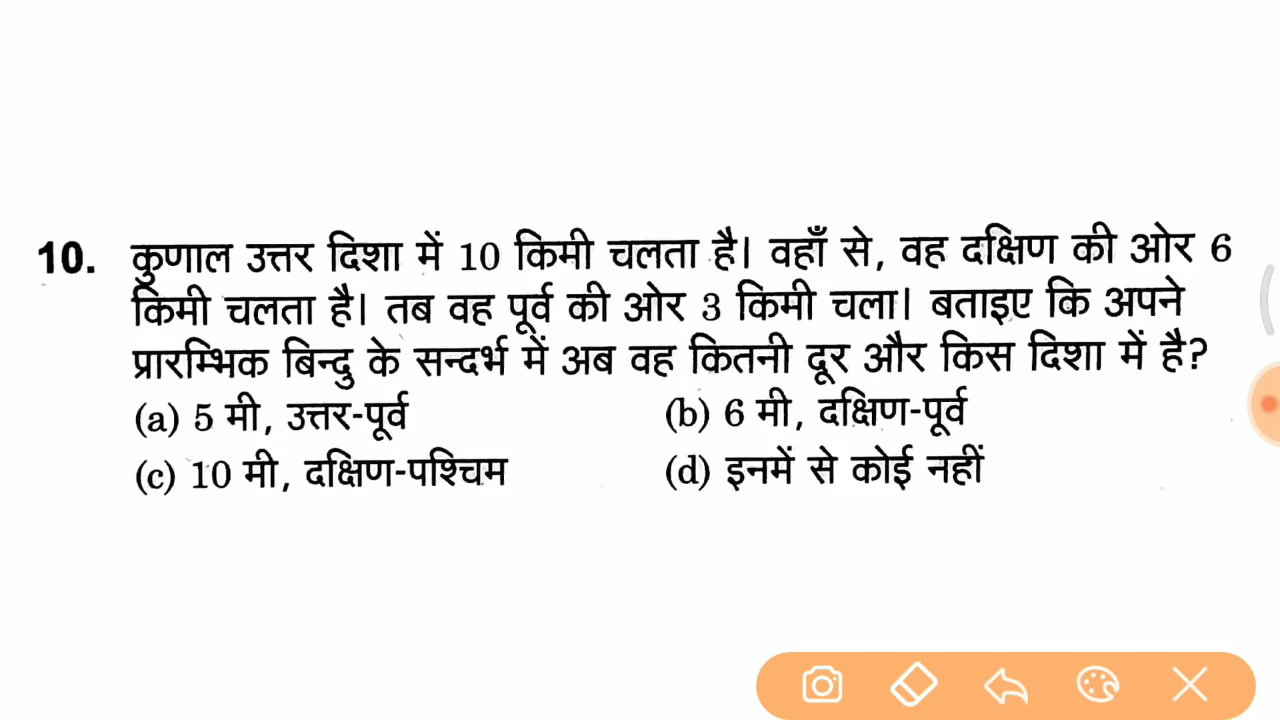 10. कुणाल उत्तर दिशा में 10 किमी चलता है। वहाँ से, वह दक्षिण की ओर 6
किमी चलता है। तब वह पूर्व की ओर 3 किमी चला। बताइए कि अपने
प्रारम्भिक बिन्दु के सन्दर्भ में अब वह कितनी दूर और किस दिशा में है?
(a) 5 मी, उत्तर-पूर्व (b) 6 मी, दक्षिण-पूर्व
(c) 10 मी, दक्षिण-पश्चिम (d) इनमें से कोई नहीं